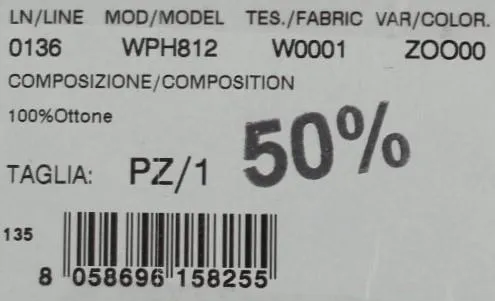 LN/LINE MOD/MODEL TES./FABRIC VAR/COLOR.
0136 WPH812 W0001 ZOO00
COMPOSIZIONE/COMPOSITION
100%Ottone
50%
TAGLIA: PZ/1
135
8 058696 158255